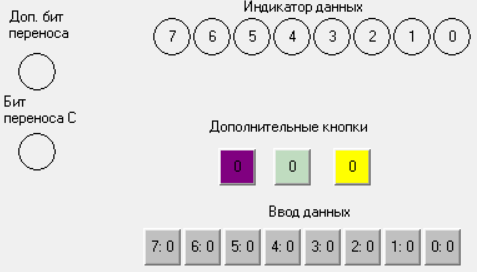 Доп. бит
переноса
Индикатор данных
7 6 5 4 3 2 1 0
Бит
переноса С
Дополнительные кнопки
0 0 0
Ввод данных
7: 0 6: 0 5: 0 4: 0 3: 0 2: 0 1: 0 0: 0